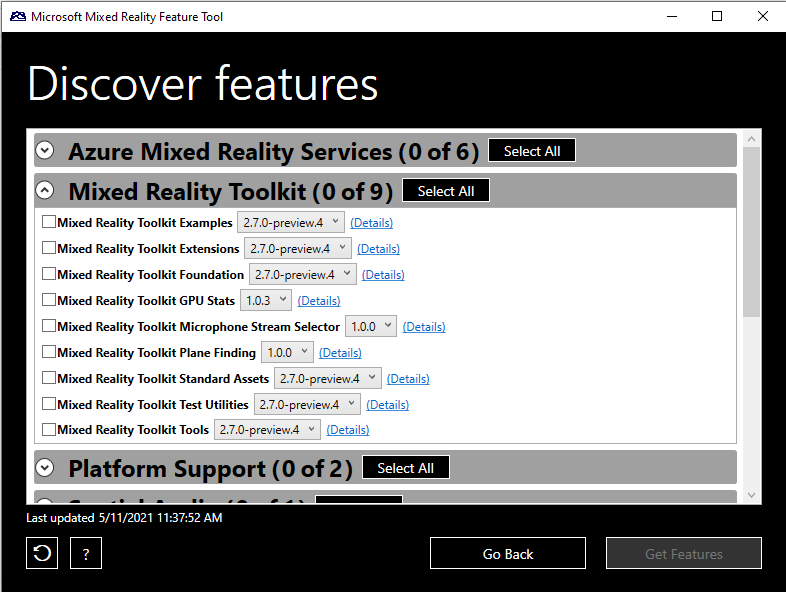 Microsoft Mixed Reality Feature Tool
Discover features
Azure Mixed Reality Services (0 of 6) Select All
Mixed Reality Toolkit (0 of 9) Select All
Mixed Reality Toolkit Examples 2.7.0-preview.4 (Details)
Mixed Reality Toolkit Extensions 2.7.0-preview.4 (Details)
Mixed Reality Toolkit Foundation 2.7.0-preview.4 (Details)
Mixed Reality Toolkit GPU Stats 1.0.3 (Details)
Mixed Reality Toolkit Microphone Stream Selector 1.0.0 (Details)
Mixed Reality Toolkit Plane Finding 1.0.0 (Details)
Mixed Reality Toolkit Standard Assets 2.7.0-preview.4 (Details)
Mixed Reality Toolkit Test Utilities 2.7.0-preview.4 (Details)
Mixed Reality Toolkit Tools 2.7.0-preview.4 (Details)
Platform Support (0 of 2) Select All
Spatial Audio (0 of 1)
Last updated 5/11/2021 11:37:52 AM
? Go Back Get Features